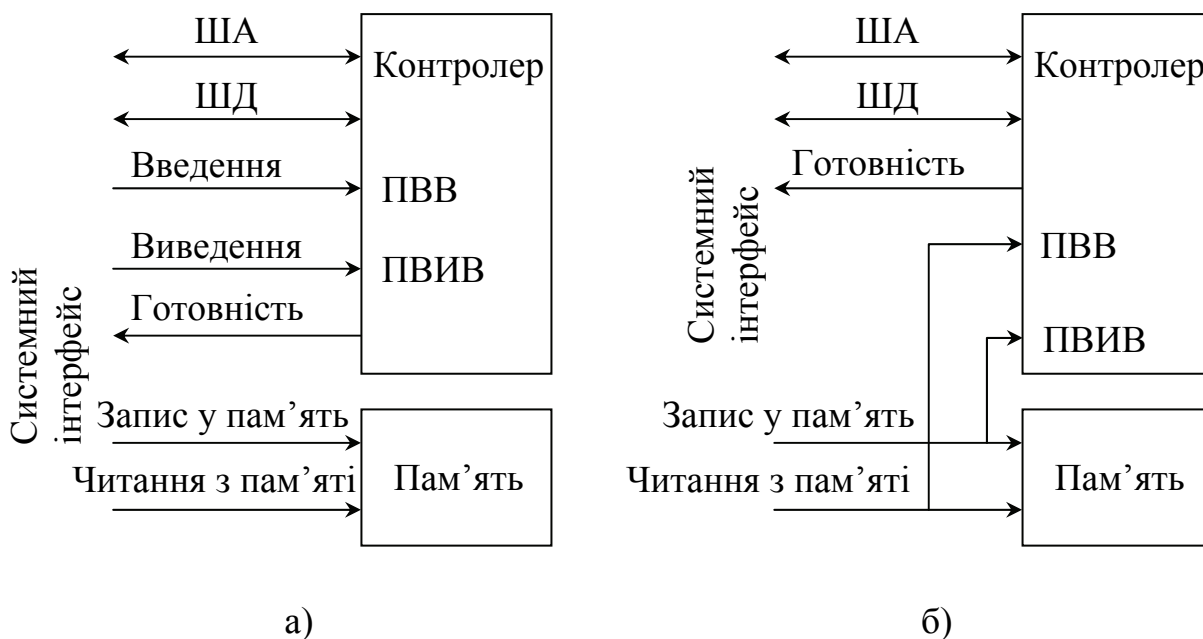 ША
Контролер
ШД
Введення
ПВВ
Виведення
ПВИВ
Готовність
Системний
інтерфейс
Запис у пам’ять
Читання з пам’яті
Пам’ять
а)
ША
Контролер
ШД
Готовність
Системний
інтерфейс
ПВВ
ПВИВ
Запис у пам’ять
Читання з пам’яті
Пам’ять
б)